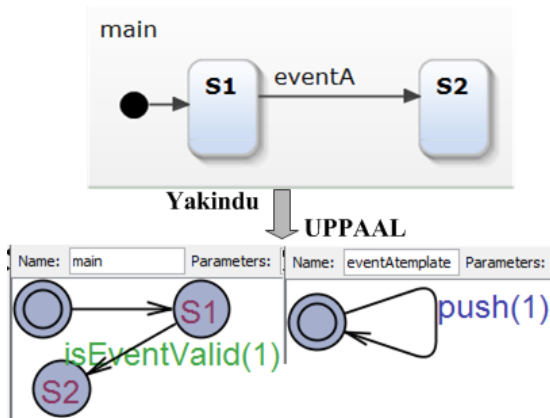 main
S1
eventA
S2
Yakindu
UPPAAL
Name: main Parameters:
Name: eventAtemplate Parameters:
S1
push(1)
isEventValid(1)
S2